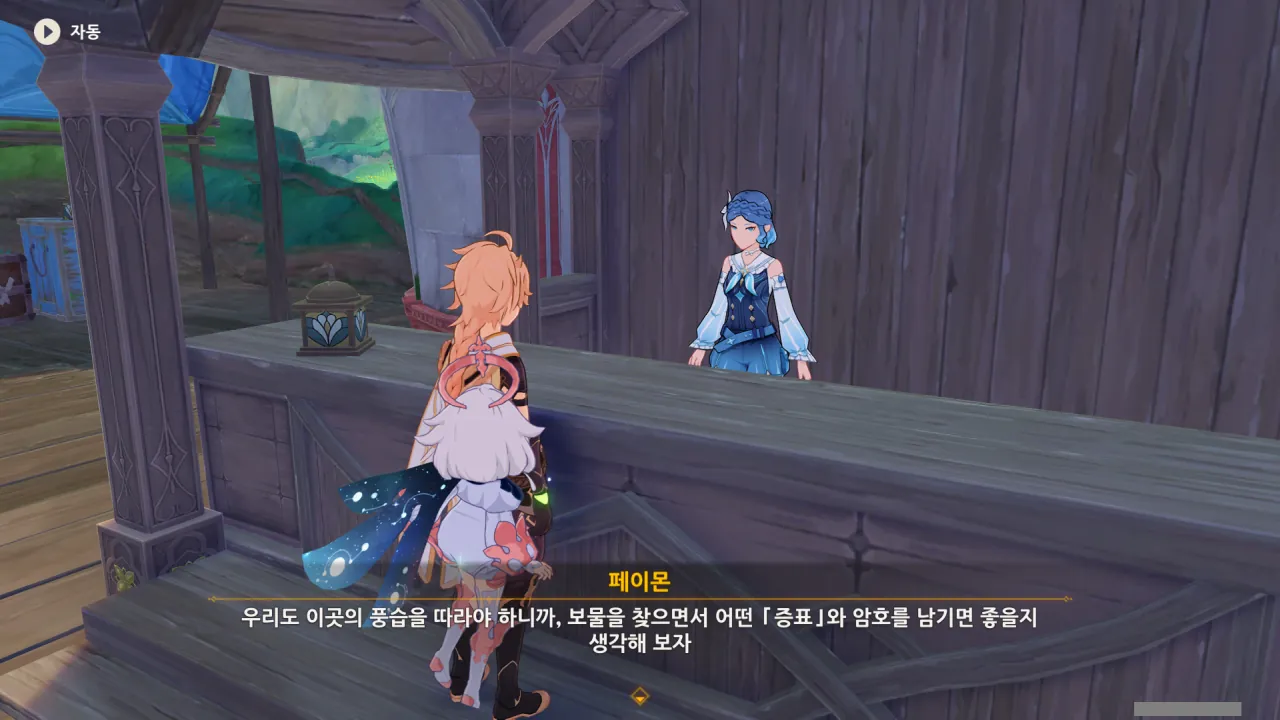 자동
페이몬
우리도 이곳의 풍습을 따라야 하니까, 보물을 찾으면서 어떤 「증표」와 암호를 남기면 좋을지
생각해 보자